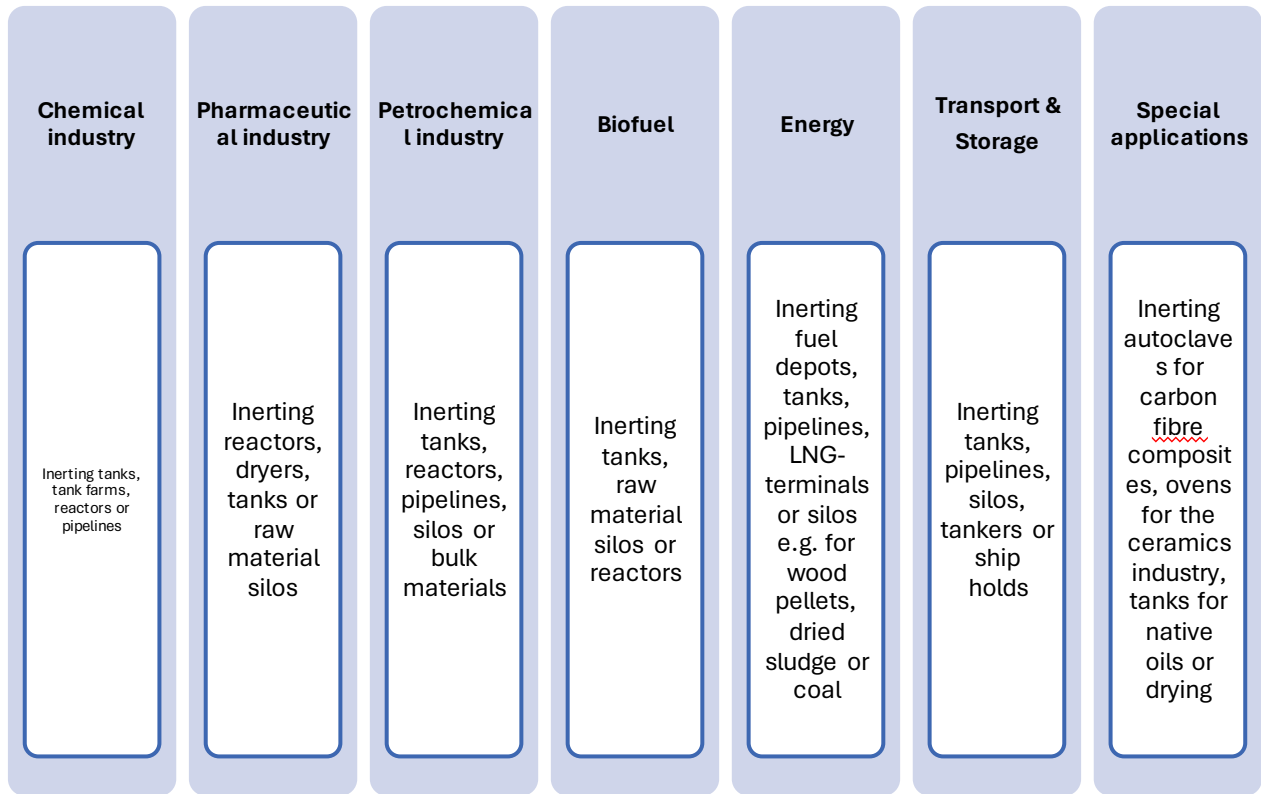 Chemical
industry
Inerting tanks,
tank farms,
reactors or
pipelines
Pharmaceutic
al industry
Inerting
reactors,
dryers,
tanks or
raw
material
silos
Petrochemica
l industry
Inerting
tanks,
reactors,
pipelines,
silos or
bulk
materials
Biofuel
Inerting
tanks,
raw
material
silos or
reactors
Energy
Inerting
fuel
depots,
tanks,
pipelines,
LNG-
terminals
or silos
e.g. for
wood
pellets,
dried
sludge or
coal
Transport &
Storage
Inerting
tanks,
pipelines,
silos,
tankers or
ship
holds
Special
applications
Inerting
autoclave
s for
carbon
fibre
composit
es, ovens
for the
ceramics
industry,
tanks for
native
oils or
drying